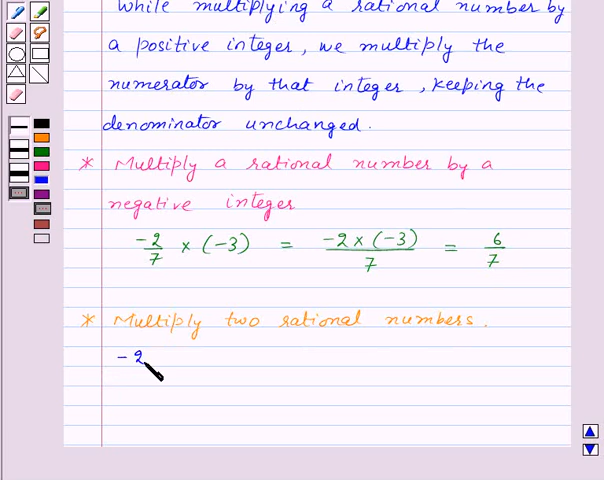 While multiplying a rational number by
a positive integer, we multiply the
numerator by that integer, keeping the
denominator unchanged.
* Multiply a rational number by a
negative integer
-2/7 × (-3) = -2 × (-3)/7 = 6/7
* Multiply two rational numbers.
-2